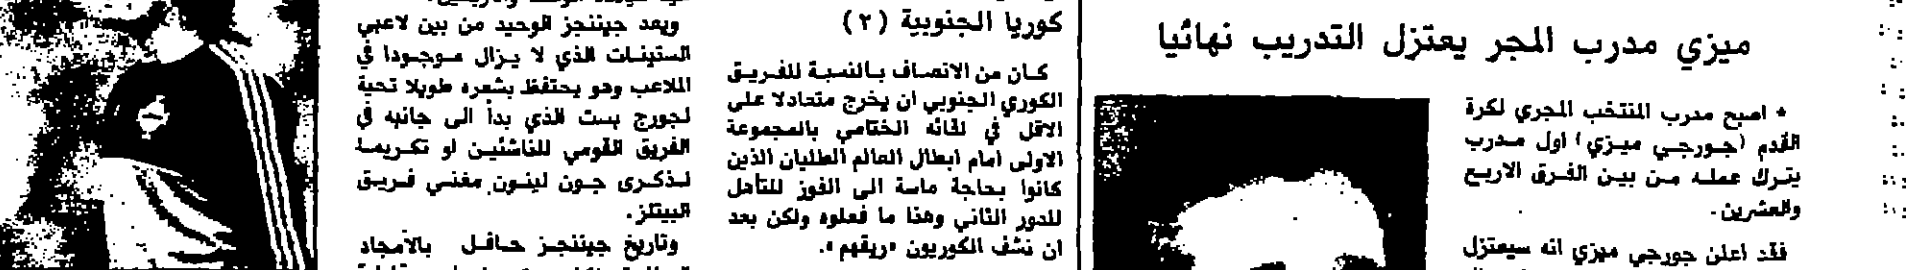 ميزي مدرب المجر يعتزل التدريب نهائيا
* اصبح مدرب المنتخب المجري لكرة
القدم (جورجي ميزي) أول مدرب
يترك عمله من بين الفرق الاربع
والعشرين.
فقد اعلن جورجي ميزي انه سيعتزل
كوريا الجنوبية (٢)
كان من الانصاف بالنسبة للفريق
الكوري الجنوبي ان يخرج متعادلا على
الاقل في لقائه الختامي بالمجموعة
الاولى امام ابطال العالم الطليان الذين
كانوا بحاجة ماسة الى الفوز للتأهل
للدور الثاني وهذا ما فعلوه ولكن بعد
ان نشف الكوريون «ريقهم».
ويعد جيننجز الوحيد من بين لاعبي
الستينات الذي لا يزال موجودا في
الملاعب وهو يحتفظ بشعره طويلا تحية
لجورج بست الذي بدأ الى جانبه في
الفريق القومي للناشئين او تكريما
لذكرى جون لينون مغني فريق
البيتلز.
وتاريخ جيننجز حافل بالامجاد